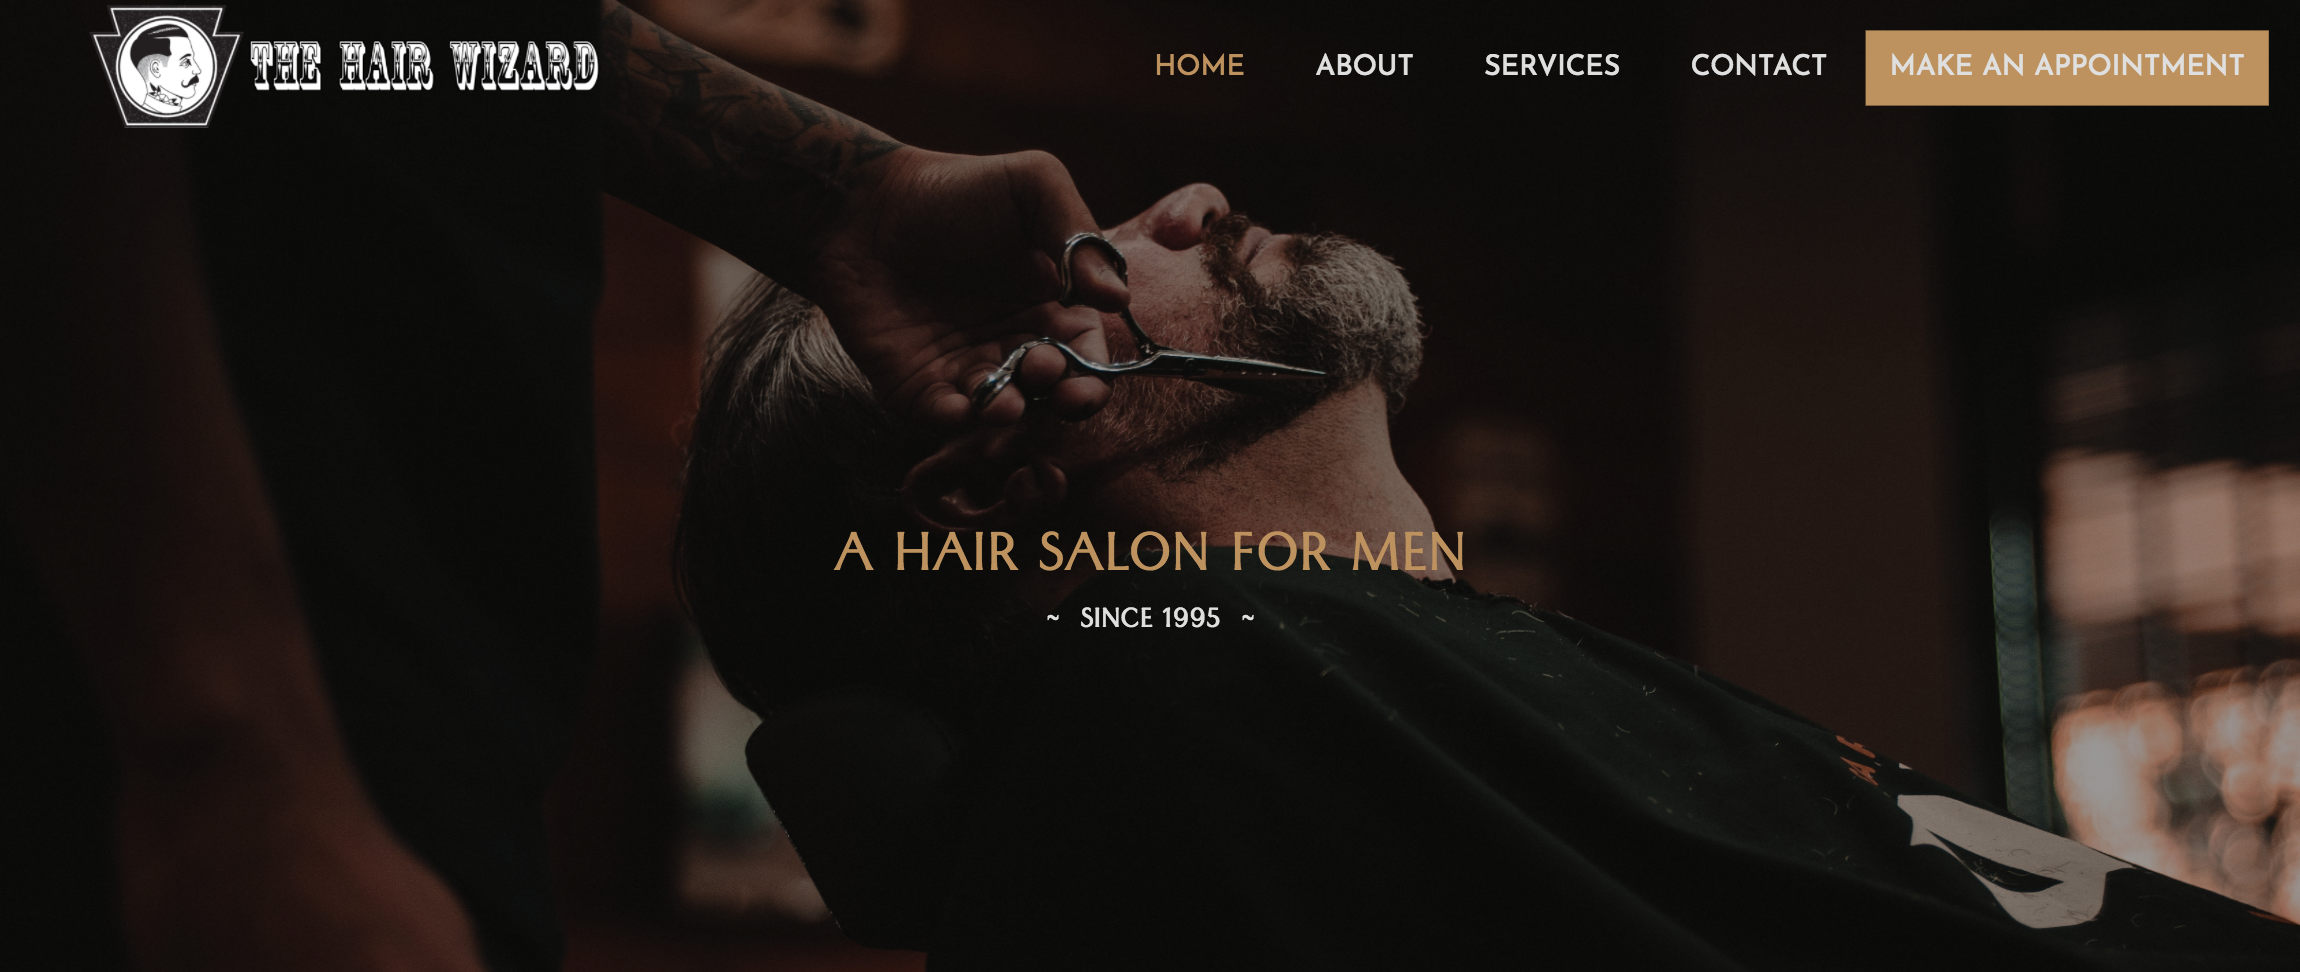 THE HAIR WIZARD
HOME ABOUT SERVICES CONTACT MAKE AN APPOINTMENT
A HAIR SALON FOR MEN
~ SINCE 1995 ~